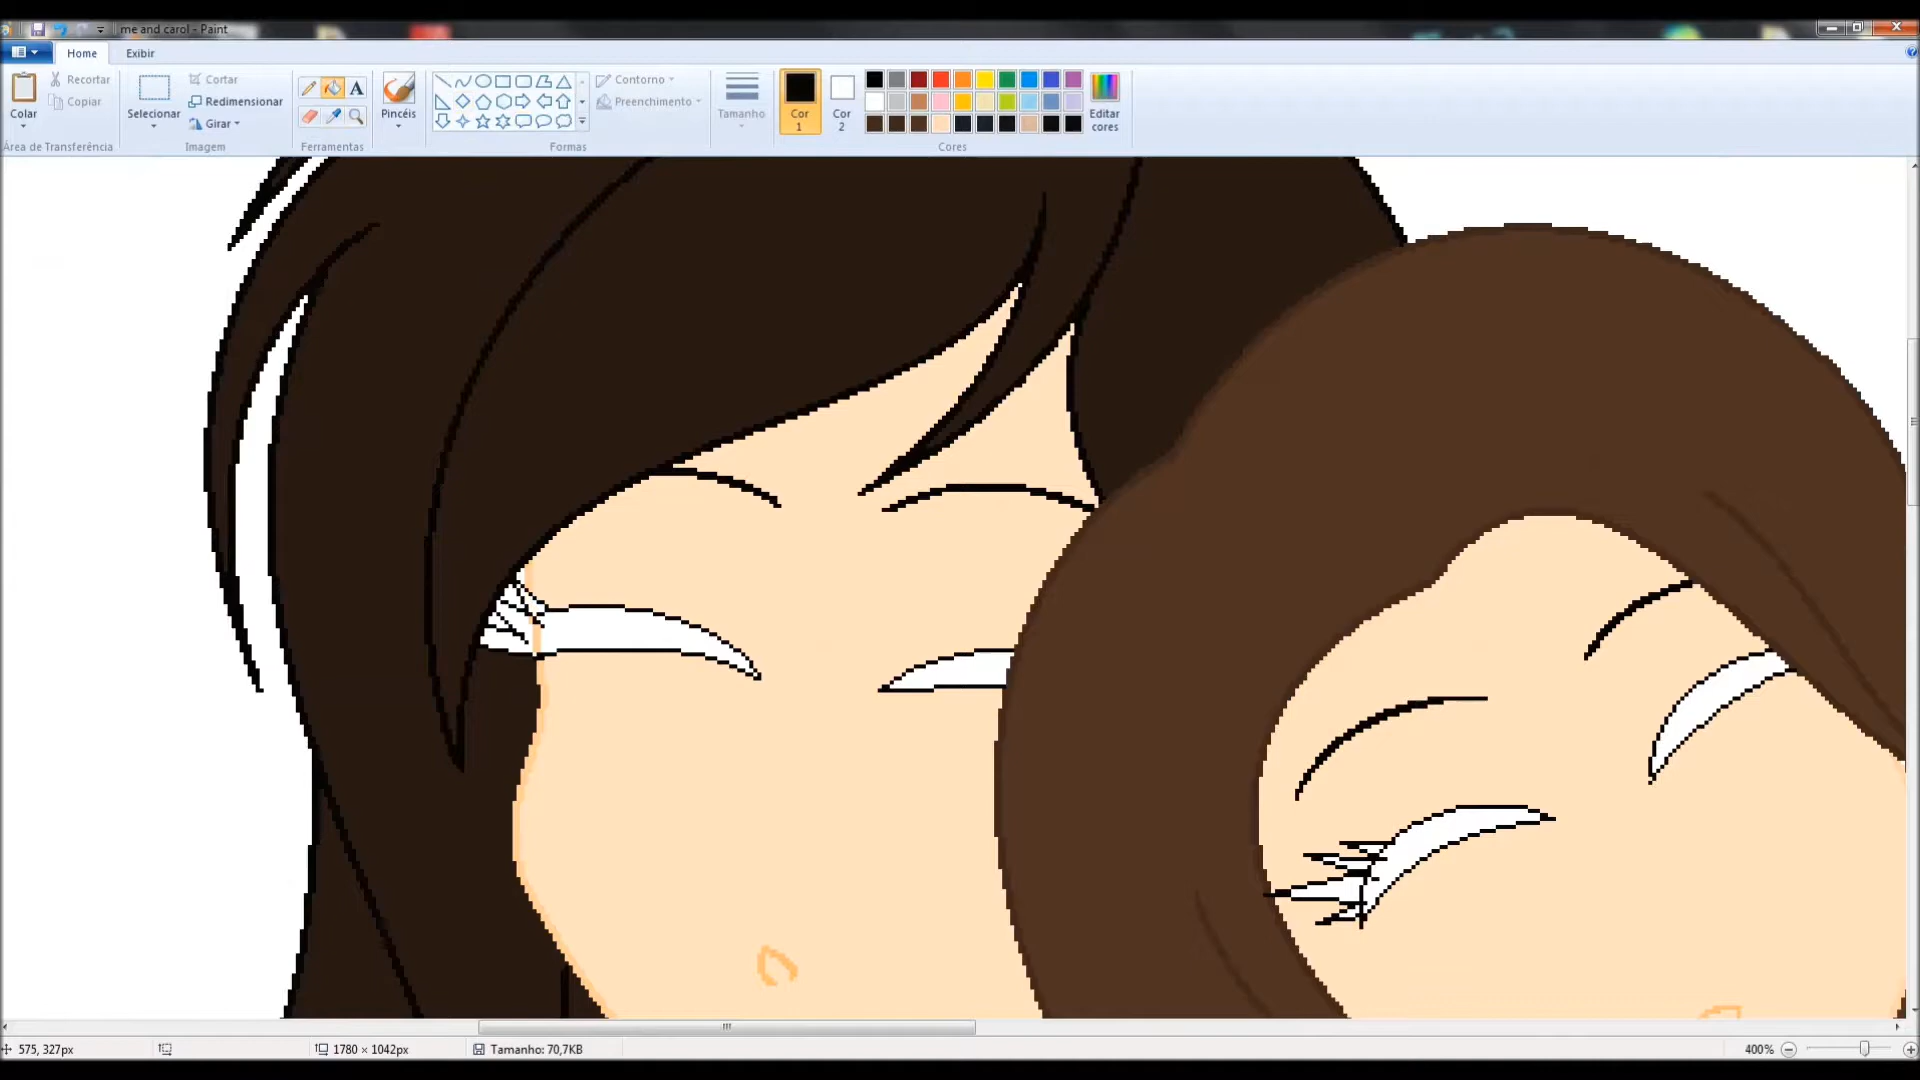 me and carol - Paint
Home Exibir
Colar
Recortar
Copiar
Área de Transferência
Selecionar
Cortar
Redimensionar
Girar
Imagem
A
Ferramentas
Pincéis
Formas
Contorno
Preenchimento
Tamanho
Cor
1
Cor
2
Editar
cores
Cores
575, 327px
1780 × 1042px
Tamanho: 70,7KB
400%